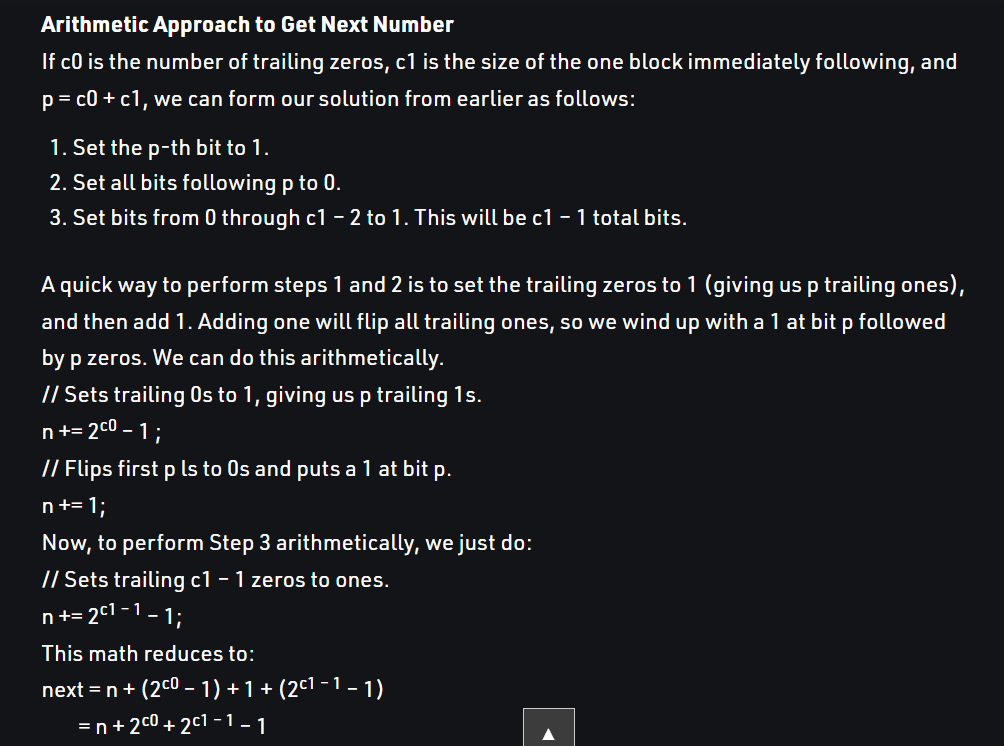 Arithmetic Approach to Get Next Number
If c0 is the number of trailing zeros, c1 is the size of the one block immediately following, and
p = c0 + c1, we can form our solution from earlier as follows:
1. Set the p-th bit to 1.
2. Set all bits following p to 0.
3. Set bits from 0 through c1 – 2 to 1. This will be c1 – 1 total bits.
A quick way to perform steps 1 and 2 is to set the trailing zeros to 1 (giving us p trailing ones),
and then add 1. Adding one will flip all trailing ones, so we wind up with a 1 at bit p followed
by p zeros. We can do this arithmetically.
// Sets trailing 0s to 1, giving us p trailing 1s.
n += 2^c0 – 1 ;
// Flips first p ls to 0s and puts a 1 at bit p.
n += 1;
Now, to perform Step 3 arithmetically, we just do:
// Sets trailing c1 – 1 zeros to ones.
n += 2^c1 – 1 – 1;
This math reduces to:
next = n + (2^c0 – 1) + 1 + (2^c1 – 1 – 1)
= n + 2^c0 + 2^c1 – 1 – 1